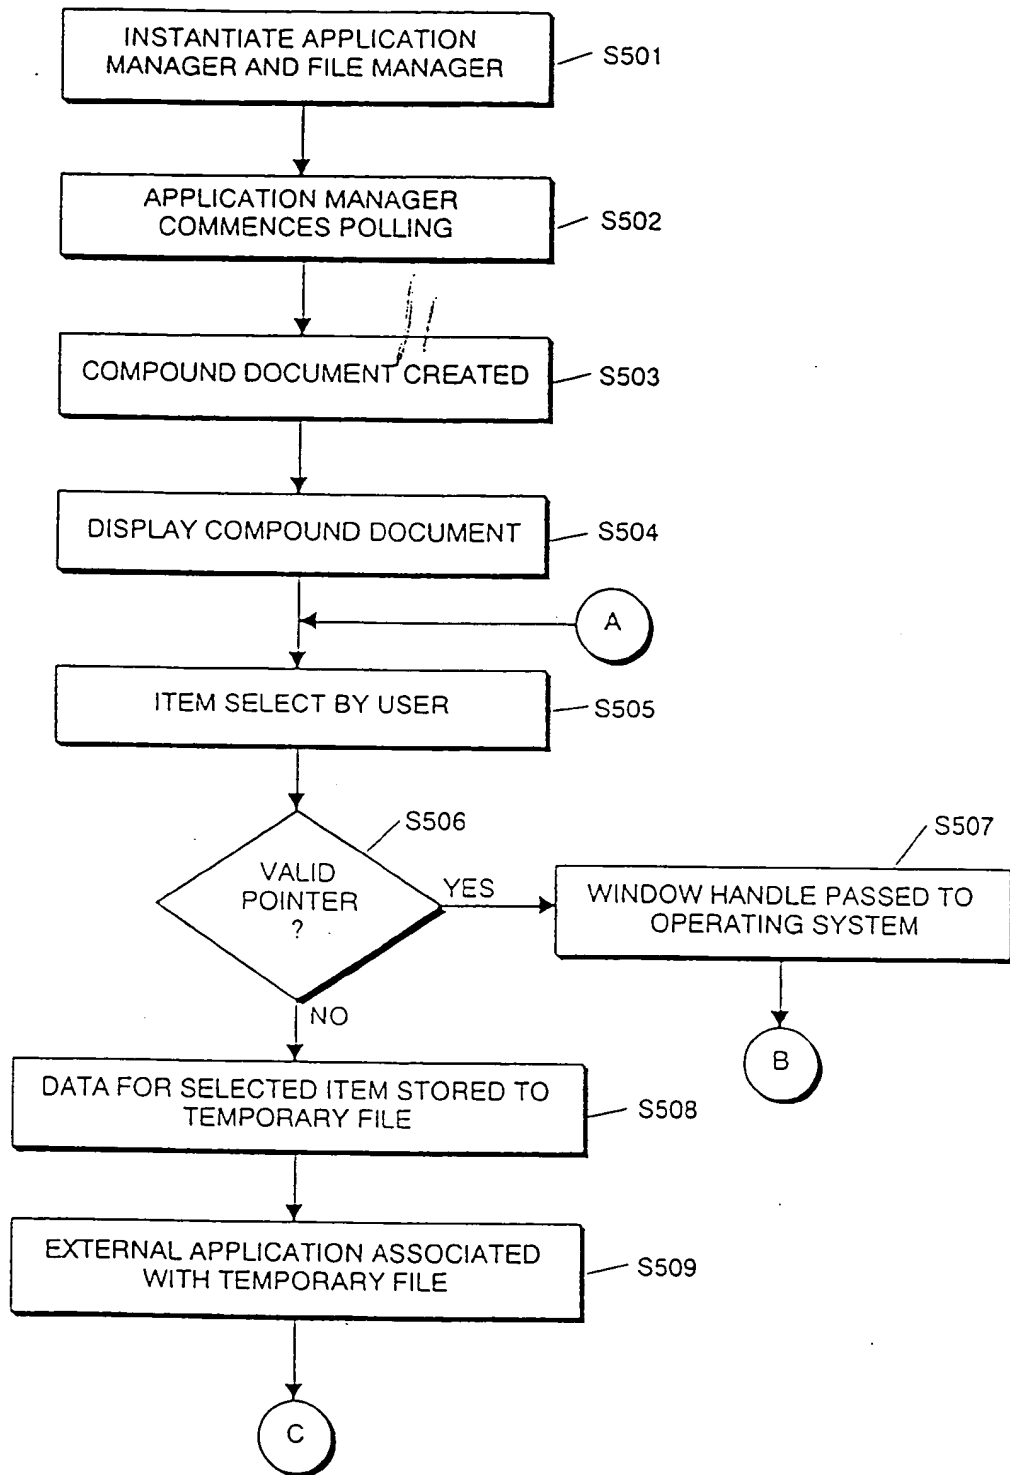 INSTANTIATE APPLICATION
MANAGER AND FILE MANAGER
S501
APPLICATION MANAGER
COMMENCES POLLING
S502
COMPOUND DOCUMENT CREATED
S503
DISPLAY COMPOUND DOCUMENT
S504
A
ITEM SELECT BY USER
S505
S506
VALID
POINTER
?
YES
S507
WINDOW HANDLE PASSED TO
OPERATING SYSTEM
B
NO
DATA FOR SELECTED ITEM STORED TO
TEMPORARY FILE
S508
EXTERNAL APPLICATION ASSOCIATED
WITH TEMPORARY FILE
S509
C